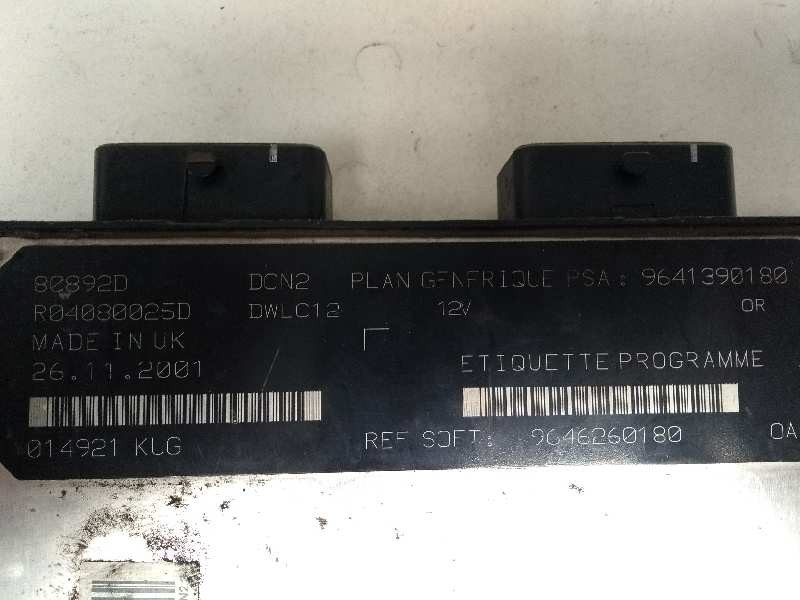 80892D DCN2 PLAN GENERIQUE PSA : 9641390180
R04080025D DWLC12 12V OR
MADE IN UK
26.11.2001 ETIQUETTE PROGRAMME
014921 KUG REF SOFT: 9646260180 OA